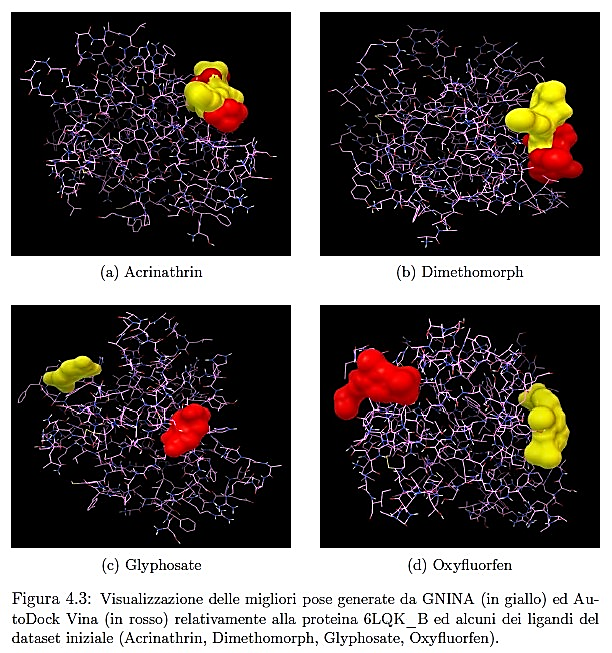 (a) Acrinathrin
(b) Dimethomorph
(c) Glyphosate
(d) Oxyfluorfen
Figura 4.3: Visualizzazione delle migliori pose generate da GNINA (in giallo) ed Au-
toDock Vina (in rosso) relativamente alla proteina 6LQK_B ed alcuni dei ligandi del
dataset iniziale (Acrinathrin, Dimethomorph, Glyphosate, Oxyfluorfen).